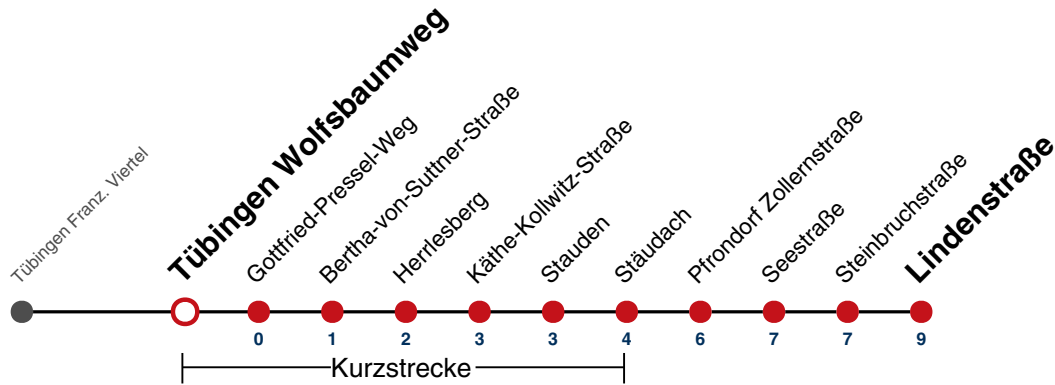 Tübingen Franz. Viertel
Tübingen Wolfsbaumweg
Gottfried-Pressel-Weg
Bertha-von-Suttner-Straße
Herrlesberg
Käthe-Kollwitz-Straße
Stauden
Stäudach
Pfrondorf Zollernstraße
Seestraße
Steinbruchstraße
Lindenstraße
0 1 2 3 3 4 6 7 7 9
Kurzstrecke